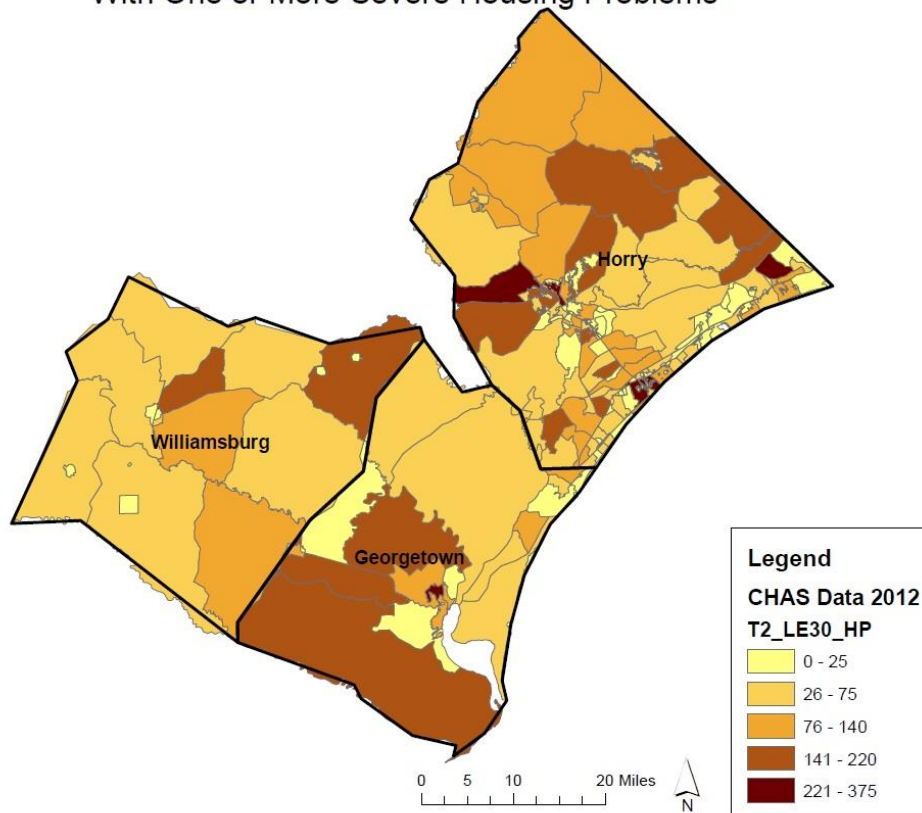 With One or More Severe Housing Problems
Horry
Williamsburg
Georgetown
Legend
CHAS Data 2012
T2_LE30_HP
0 - 25
26 - 75
76 - 140
141 - 220
221 - 375
0 5 10 20 Miles
N